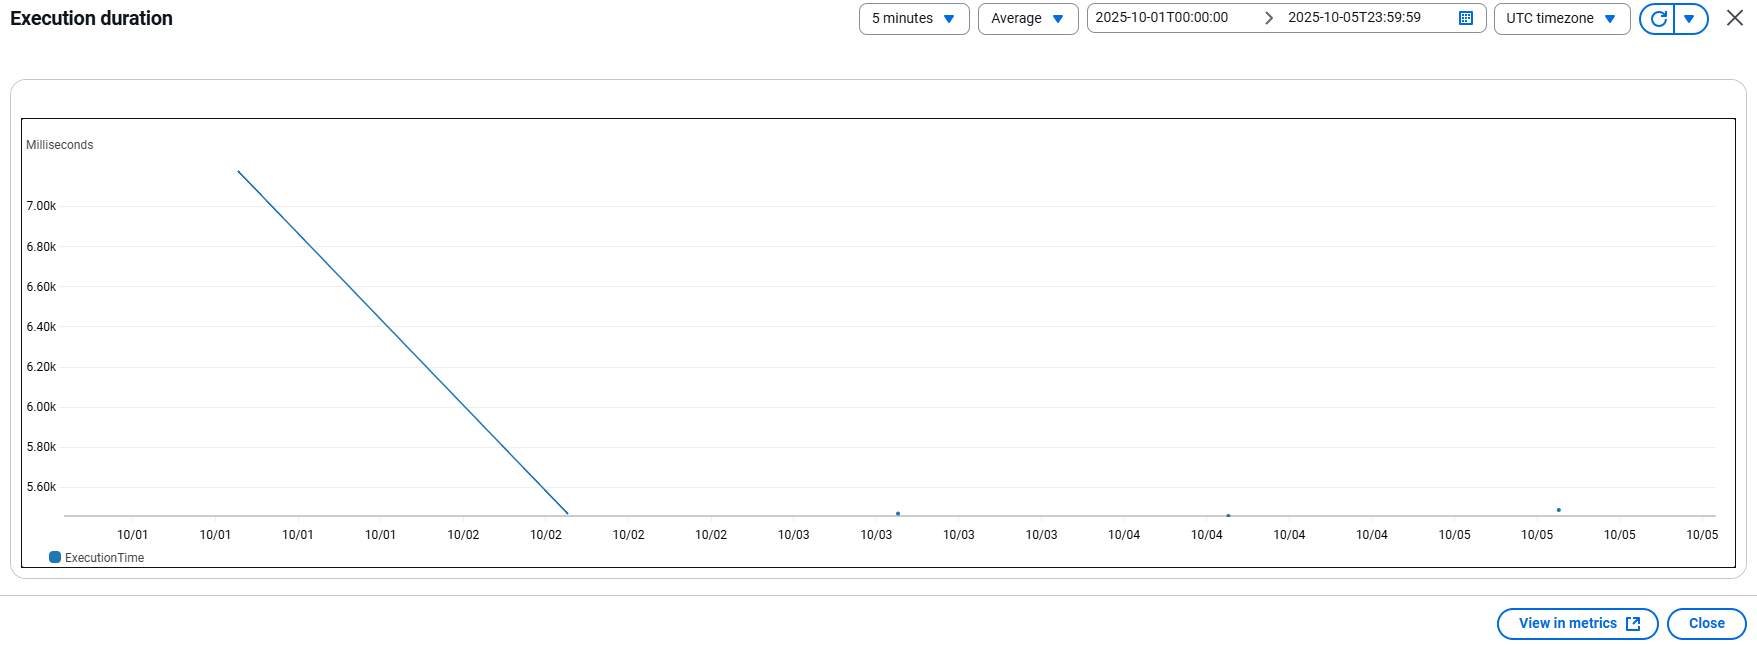 Execution duration
5 minutes
Average
2025-10-01T00:00:00
2025-10-05T23:59:59
UTC timezone
Milliseconds
7.00k
6.80k
6.60k
6.40k
6.20k
6.00k
5.80k
5.60k
10/01 10/01 10/01 10/01 10/02 10/02 10/02 10/02 10/03 10/03 10/03 10/03 10/04 10/04 10/04 10/04 10/05 10/05 10/05 10/05
ExecutionTime
View in metrics
Close